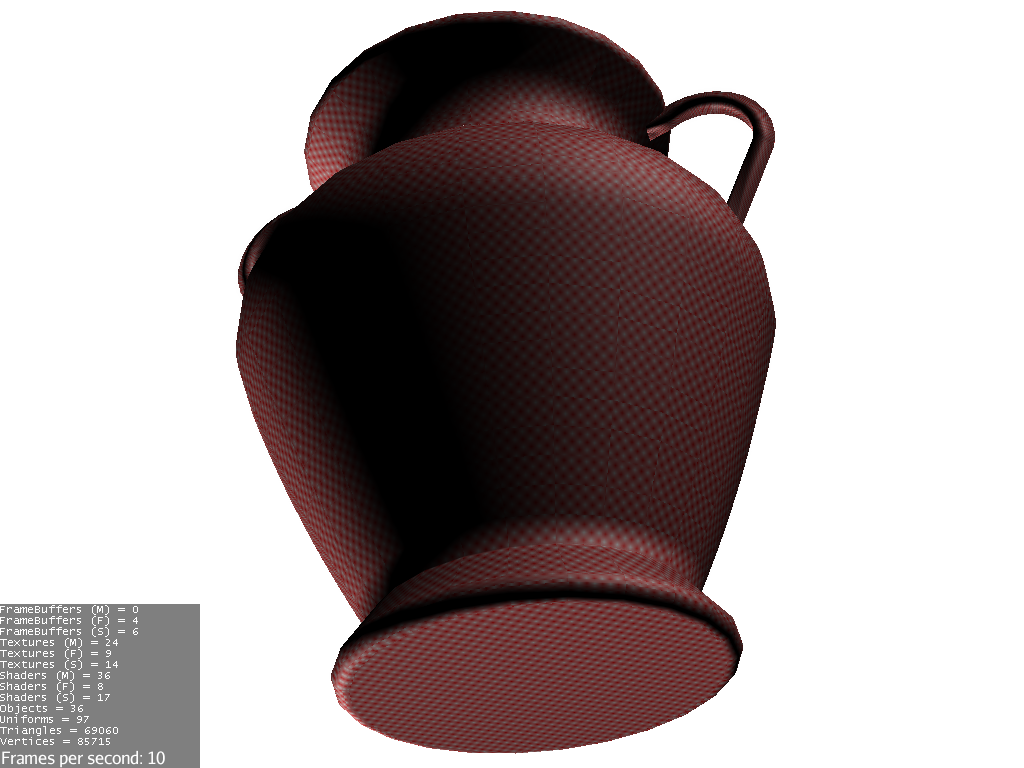 FrameBuffers (M) = 0
FrameBuffers (F) = 4
FrameBuffers (S) = 6
Textures (M) = 24
Textures (F) = 9
Textures (S) = 14
Shaders (M) = 36
Shaders (F) = 8
Shaders (S) = 17
Objects = 36
Uniforms = 97
Triangles = 69060
Vertices = 85715
Frames per second: 10